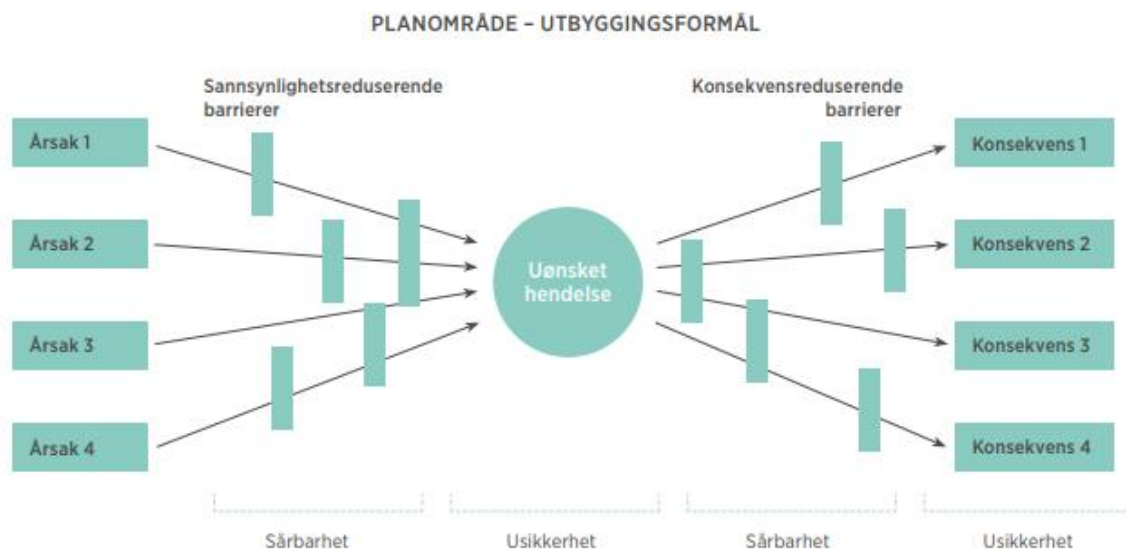 PLANOMRÅDE – UTBYGGINGSFORMÅL
Sannsynlighetsreduserende
barrierer
Konsekvensreduserende
barrierer
Årsak 1
Årsak 2
Årsak 3
Årsak 4
Uønsket
hendelse
Konsekvens 1
Konsekvens 2
Konsekvens 3
Konsekvens 4
Sårbarhet
Usikkerhet
Sårbarhet
Usikkerhet